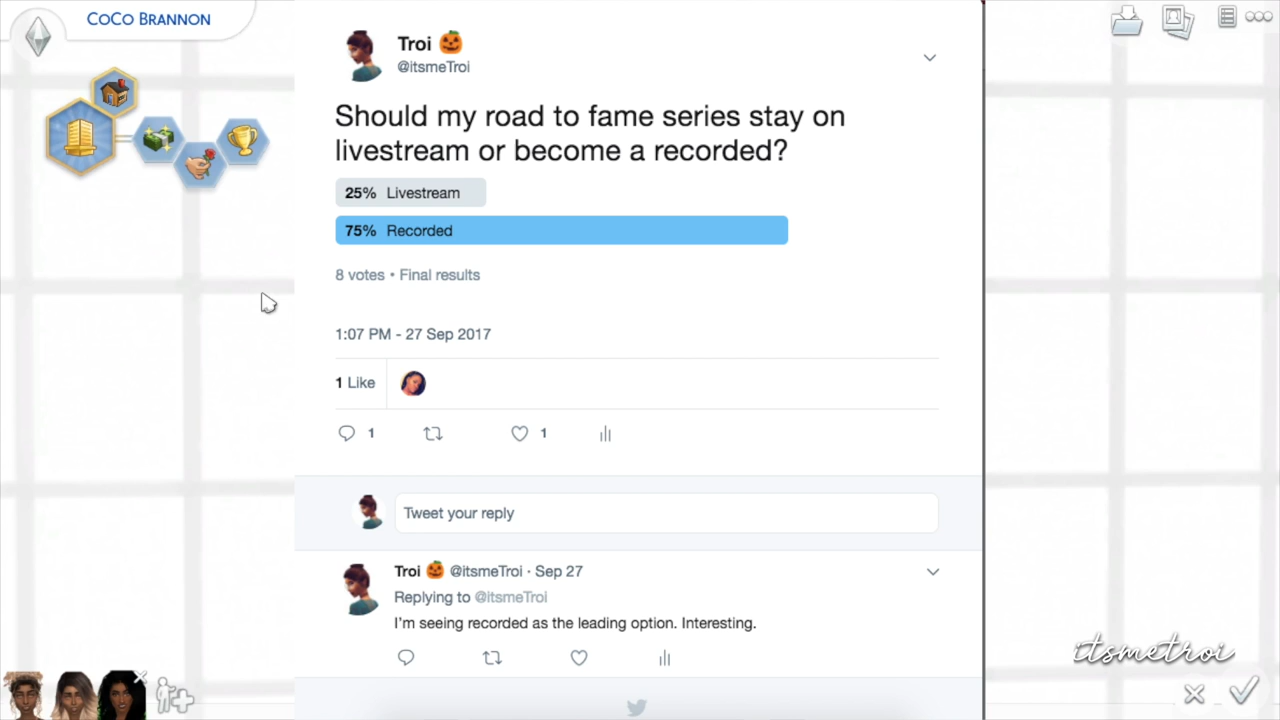 CoCo Brannon
Troi
@itsmeTroi
Should my road to fame series stay on
livestream or become a recorded?
25% Livestream
75% Recorded
8 votes • Final results
1:07 PM - 27 Sep 2017
1 Like
1
1
Tweet your reply
Troi @itsmeTroi · Sep 27
Replying to @itsmeTroi
I'm seeing recorded as the leading option. Interesting.
itsmetroi